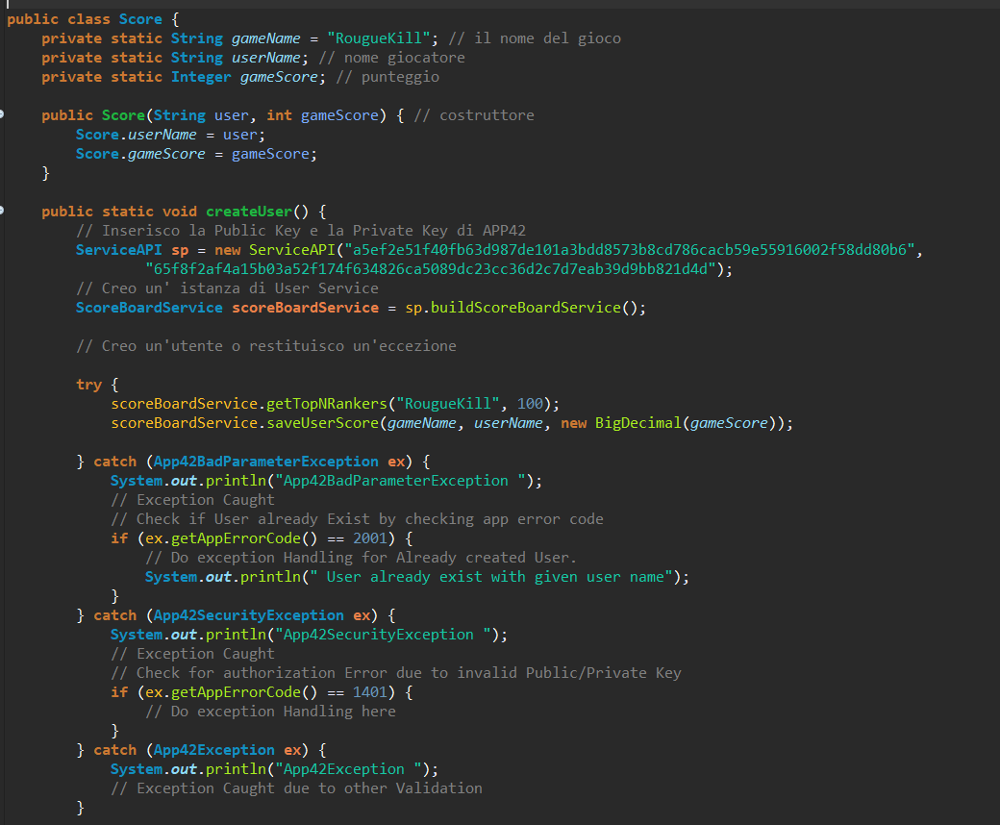 public class Score {
private static String gameName = "RougueKill"; // il nome del gioco
private static String userName; // nome giocatore
private static Integer gameScore; // punteggio
public Score(String user, int gameScore) { // costruttore
Score.userName = user;
Score.gameScore = gameScore;
}
public static void createUser() {
// Inserisco la Public Key e la Private Key di APP42
ServiceAPI sp = new ServiceAPI("a5ef2e51f40fb63d987de101a3bdd8573b8cd786cacb59e55916002f58dd80b6",
"65f8f2af4a15b03a52f174f634826ca5089dc23cc36d2c7d7eab39d9bb821d4d");
// Creo un' istanza di User Service
ScoreBoardService scoreBoardService = sp.buildScoreBoardService();
// Creo un'utente o restituisco un'eccezione
try {
scoreBoardService.getTopNRankers("RougueKill", 100);
scoreBoardService.saveUserScore(gameName, userName, new BigDecimal(gameScore));
} catch (App42BadParameterException ex) {
System.out.println("App42BadParameterException ");
// Exception Caught
// Check if User already Exist by checking app error code
if (ex.getAppErrorCode() == 2001) {
// Do exception Handling for Already created User.
System.out.println(" User already exist with given user name");
}
} catch (App42SecurityException ex) {
System.out.println("App42SecurityException ");
// Exception Caught
// Check for authorization Error due to invalid Public/Private Key
if (ex.getAppErrorCode() == 1401) {
// Do exception Handling here
}
} catch (App42Exception ex) {
System.out.println("App42Exception ");
// Exception Caught due to other Validation
}